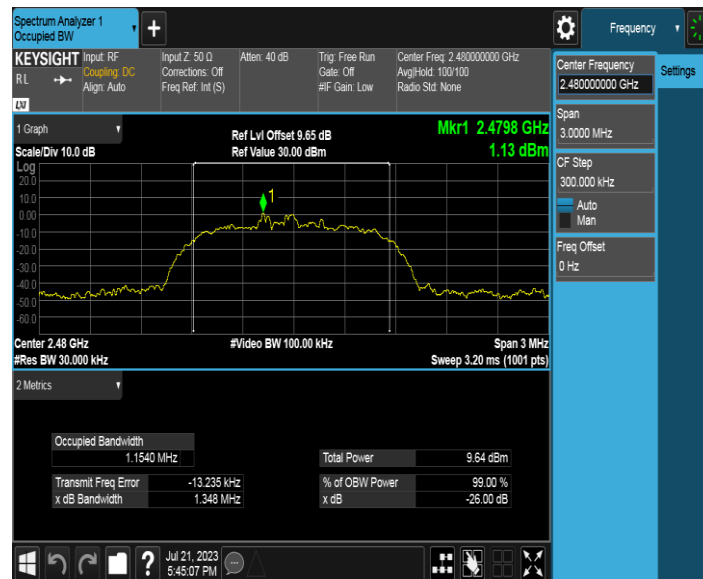 Spectrum Analyzer 1
Occupied BW
Frequency
KEYSIGHT
Input: RF
Coupling: DC
Align: Auto
Input Z: 50 Ω
Corrections: Off
Freq Ref: Int (S)
Atten: 40 dB
Trig: Free Run
Gate: Off
#IF Gain: Low
Center Freq: 2.480000000 GHz
Avg|Hold: 100/100
Radio Std: None
R L
LXI
Center Frequency
2.480000000 GHz
Settings
Span
3.0000 MHz
CF Step
300.000 kHz
Auto
Man
Freq Offset
0 Hz
1 Graph
Ref Lvl Offset 9.65 dB
Mkr1 2.4798 GHz
Scale/Div 10.0 dB
Ref Value 30.00 dBm
1.13 dBm
Log
20.0
10.0
0.00
-10.0
-20.0
-30.0
-40.0
-50.0
-60.0
1
Center 2.48 GHz
#Video BW 100.00 kHz
Span 3 MHz
#Res BW 30.000 kHz
Sweep 3.20 ms (1001 pts)
2 Metrics
Occupied Bandwidth
1.1540 MHz
Total Power 9.64 dBm
Transmit Freq Error -13.235 kHz
% of OBW Power 99.00 %
x dB Bandwidth 1.348 MHz
x dB -26.00 dB
?
Jul 21, 2023
5:45:07 PM